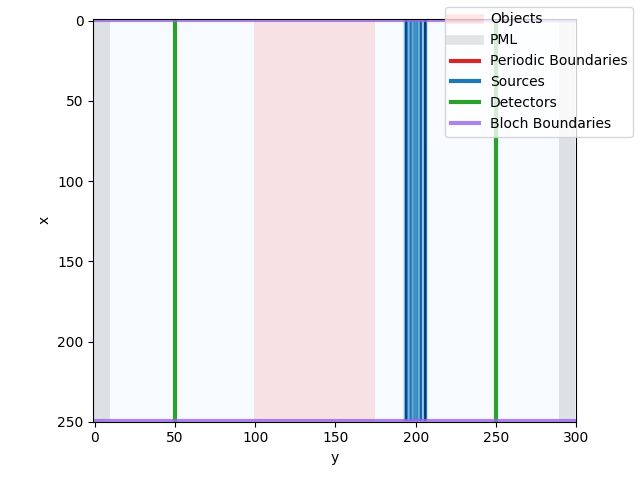 Objects
PML
Periodic Boundaries
Sources
Detectors
Bloch Boundaries
0
50
100
150
200
250
x
0
50
100
150
200
250
300
y